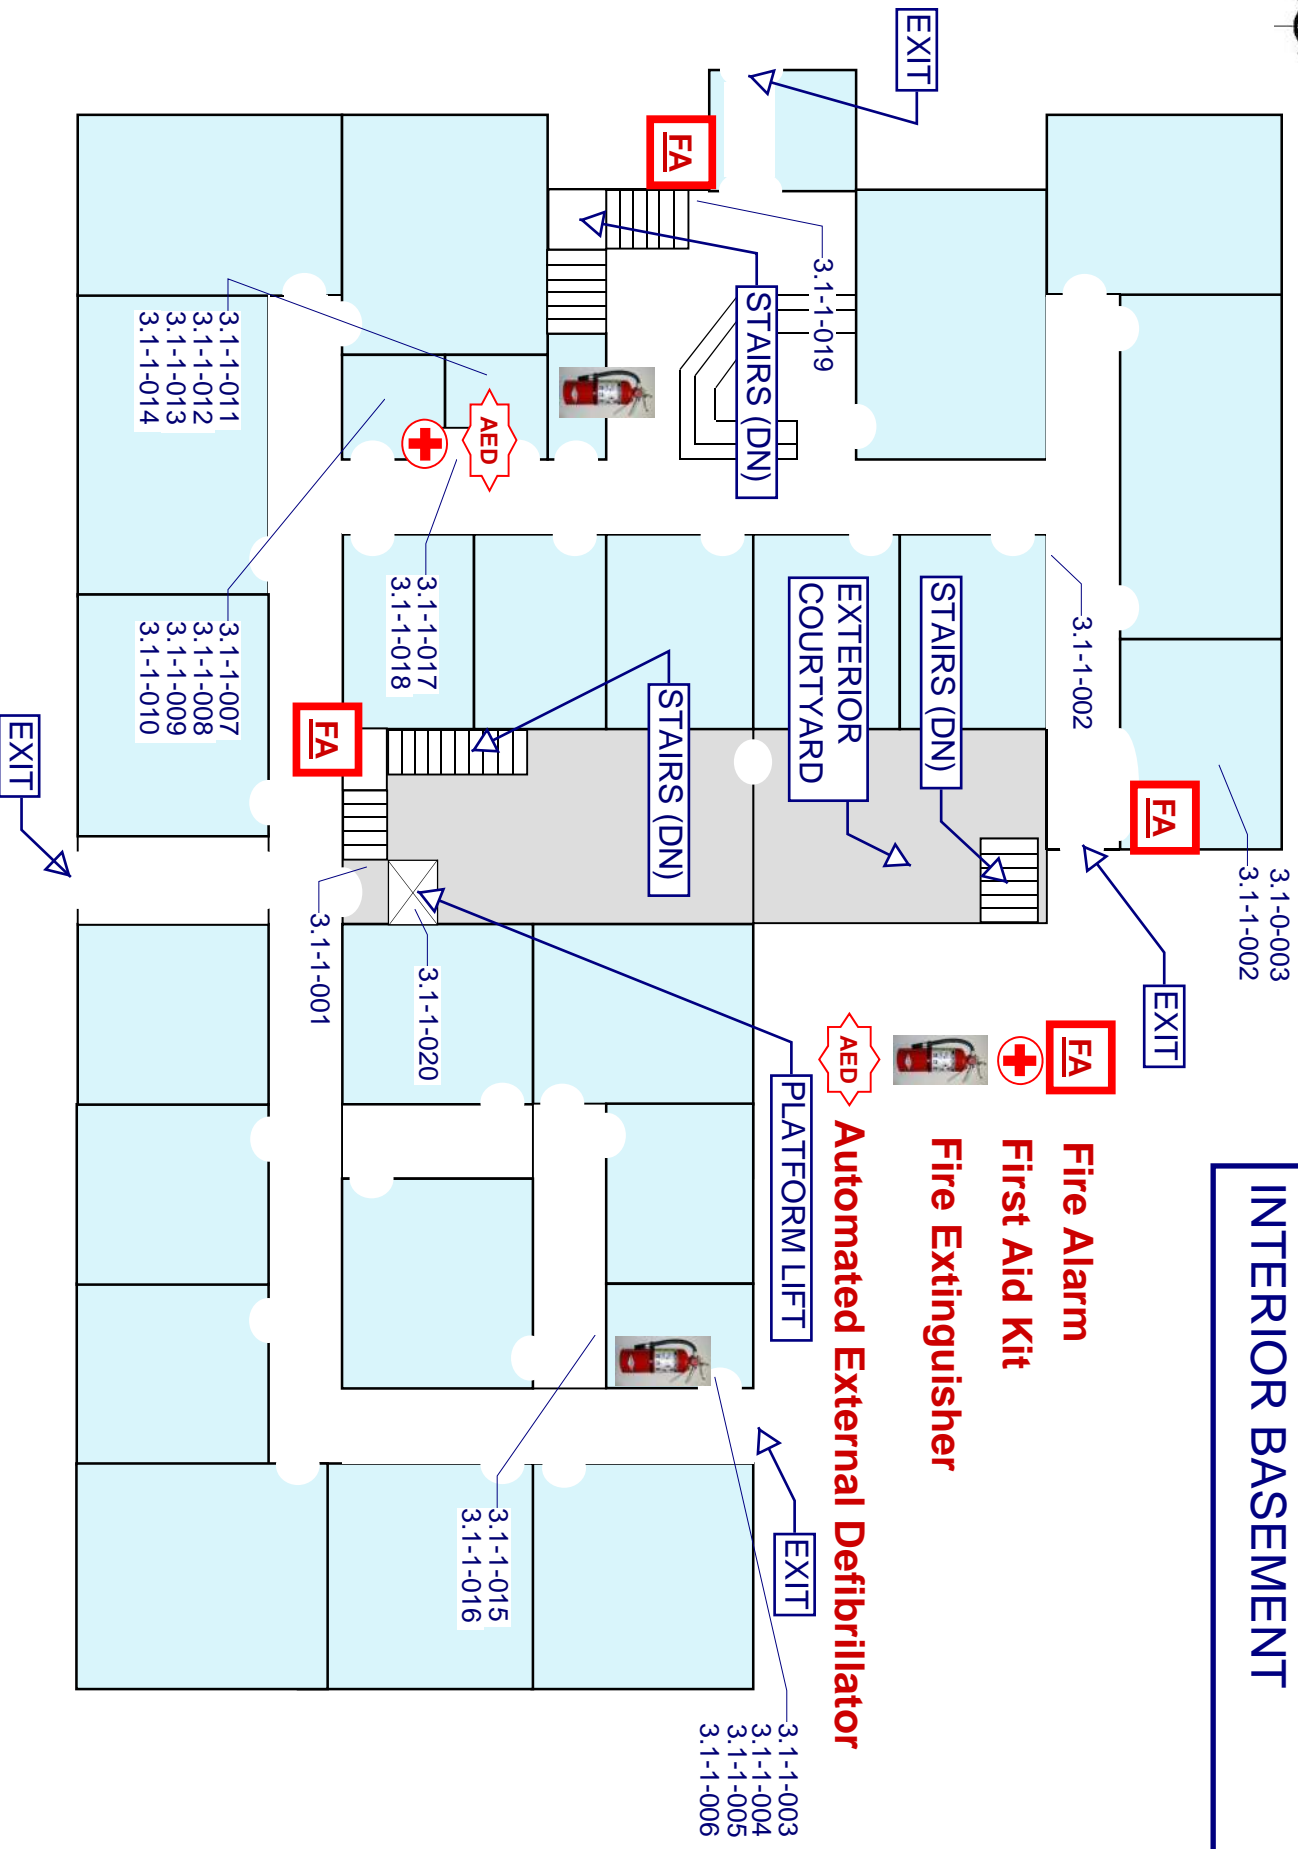 INTERIOR BASEMENT
3.1-0-003
3.1-1-002
EXIT
FA
3.1-1-002
FA
Fire Alarm
First Aid Kit
Fire Extinguisher
AED
Automated External Defibrillator
EXIT
STAIRS (DN)
EXTERIOR
COURTYARD
3.1-1-019
STAIRS (DN)
PLATFORM LIFT
EXIT
3.1-1-003
3.1-1-004
3.1-1-005
3.1-1-006
FA
STAIRS (DN)
AED
3.1-1-017
3.1-1-018
3.1-1-020
3.1-1-015
3.1-1-016
FA
3.1-1-001
3.1-1-011
3.1-1-012
3.1-1-013
3.1-1-014
3.1-1-007
3.1-1-008
3.1-1-009
3.1-1-010
EXIT